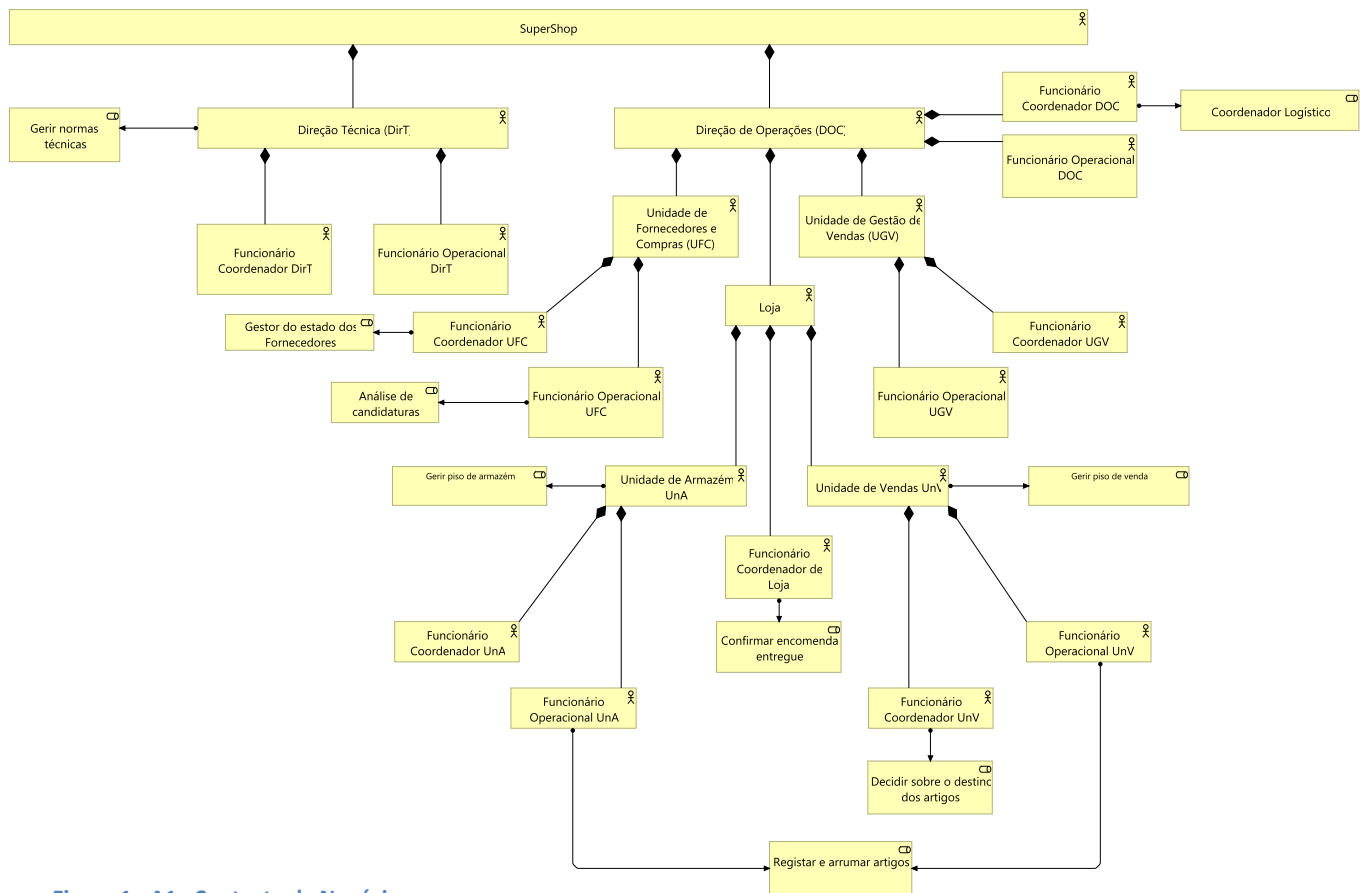 SuperShop
Funcionário
Coordenador DOC
Coordenador Logístico
Gerir normas
técnicas
Direção Técnica (DirT)
Direção de Operações (DOC)
Funcionário Operacional
DOC
Unidade de
Fornecedores e
Compras (UFC)
Unidade de Gestão de
Vendas (UGV)
Funcionário
Coordenador DirT
Funcionário Operacional
DirT
Loja
Gestor do estado dos
Fornecedores
Funcionário
Coordenador UFC
Funcionário
Coordenador UGV
Análise de
candidaturas
Funcionário Operacional
UFC
Funcionário Operacional
UGV
Gerir piso de armazém
Unidade de Armazém
UnA
Unidade de Vendas UnV
Gerir piso de venda
Funcionário
Coordenador de
Loja
Funcionário
Coordenador UnA
Confirmar encomenda
entregue
Funcionário
Operacional UnV
Funcionário
Operacional UnA
Funcionário
Coordenador UnV
Decidir sobre o destino
dos artigos
Registar e arrumar artigos